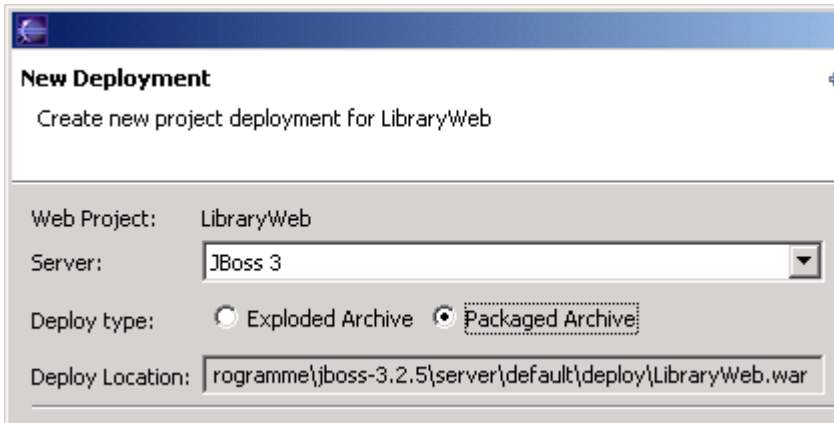 New Deployment
Create new project deployment for LibraryWeb
Web Project: LibraryWeb
Server: JBoss 3
Deploy type: Exploded Archive Packaged Archive
Deploy Location: rogramme\jboss-3.2.5\server\default\deploy\LibraryWeb.war